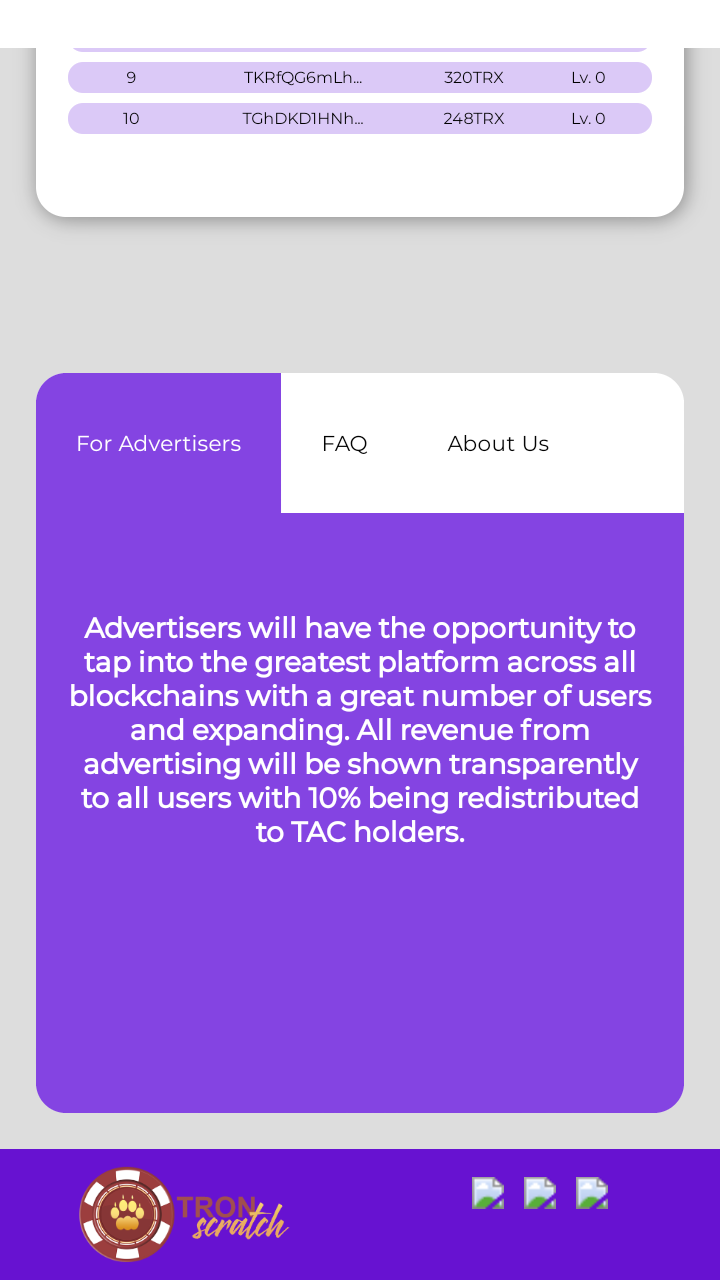 9 TKRfQG6mLh... 320TRX Lv. 0
10 TGhDKD1HNh... 248TRX Lv. 0
For Advertisers FAQ About Us
Advertisers will have the opportunity to
tap into the greatest platform across all
blockchains with a great number of users
and expanding. All revenue from
advertising will be shown transparently
to all users with 10% being redistributed
to TAC holders.
TRON
scratch